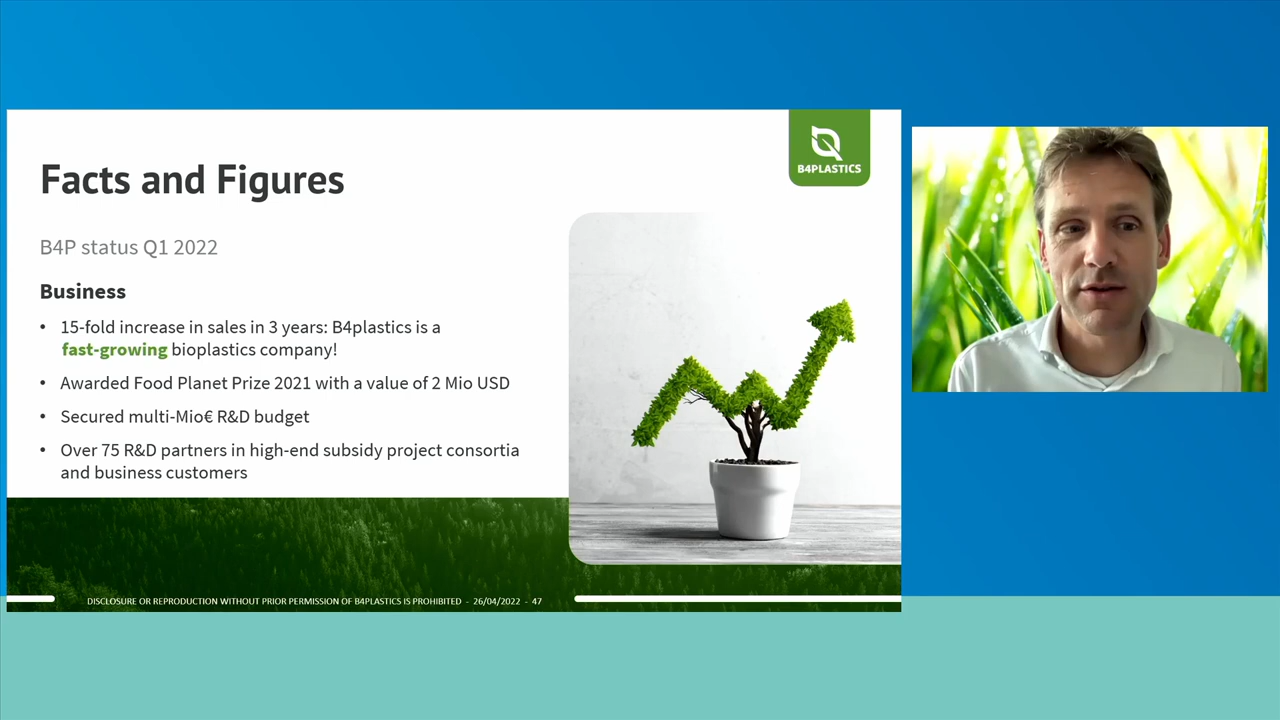 B4PLASTICS
Facts and Figures
B4P status Q1 2022
Business
• 15-fold increase in sales in 3 years: B4plastics is a
fast-growing bioplastics company!
• Awarded Food Planet Prize 2021 with a value of 2 Mio USD
• Secured multi-Mio€ R&D budget
• Over 75 R&D partners in high-end subsidy project consortia
and business customers
DISCLOSURE OR REPRODUCTION WITHOUT PRIOR PERMISSION OF B4PLASTICS IS PROHIBITED - 26/04/2022 - 47